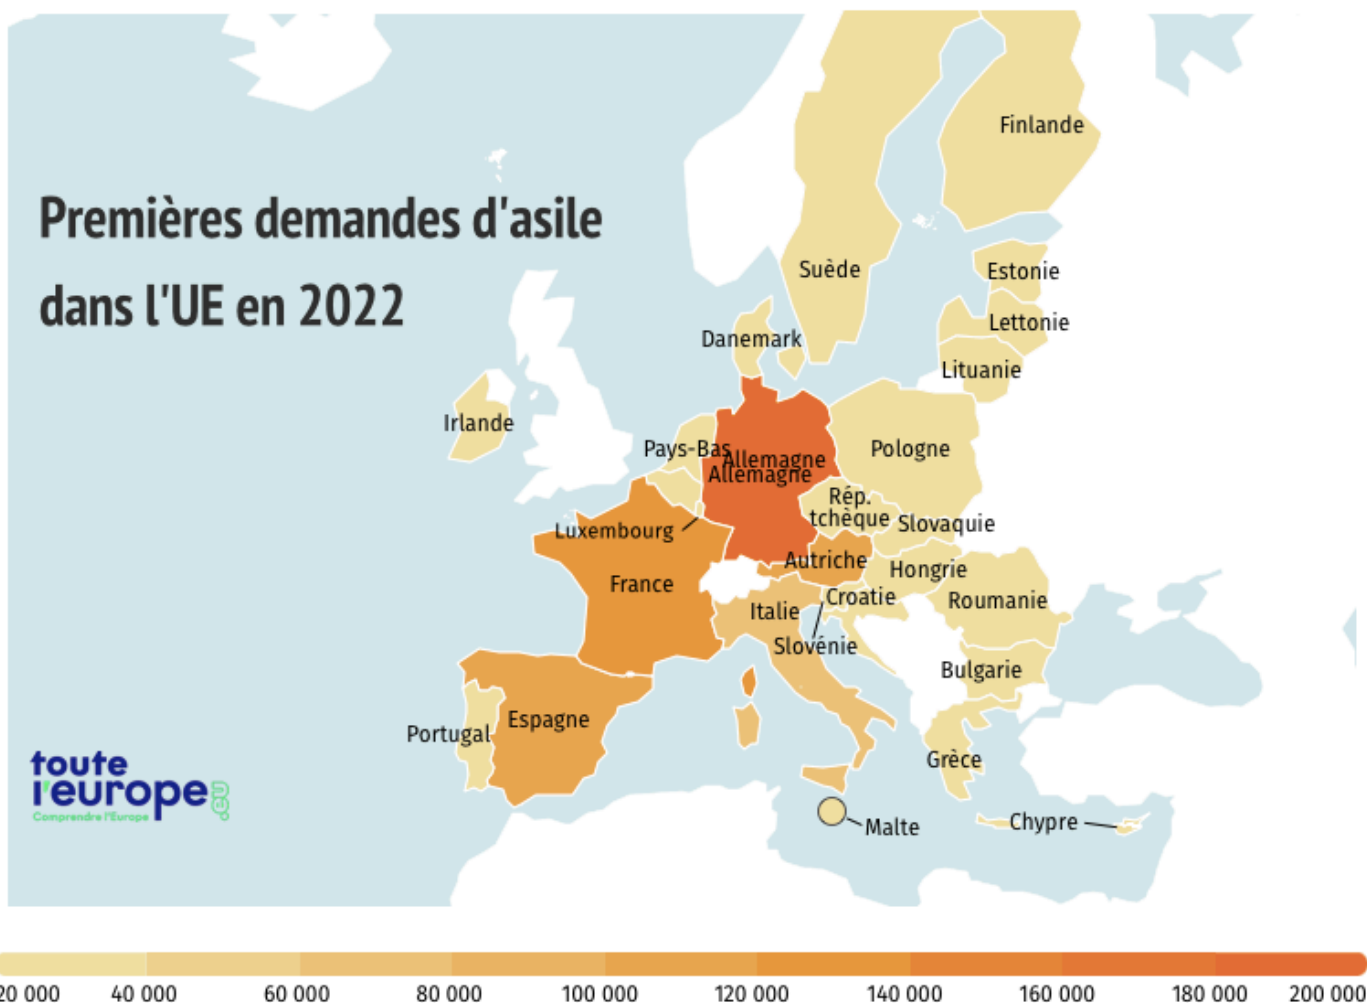 Premières demandes d'asile
dans l'UE en 2022
Finlande
Suède
Estonie
Lettonie
Danemark
Lituanie
Irlande
Pays-Bas
Allemagne
Allemagne
Pologne
Rép.
tchèque
Slovaquie
Luxembourg
Autriche
Hongrie
France
Croatie
Roumanie
Italie
Slovénie
Bulgarie
Espagne
Portugal
Grèce
Malte
Chypre
toute
l'europe.eu
Comprendre l'Europe
20 000 40 000 60 000 80 000 100 000 120 000 140 000 160 000 180 000 200 000